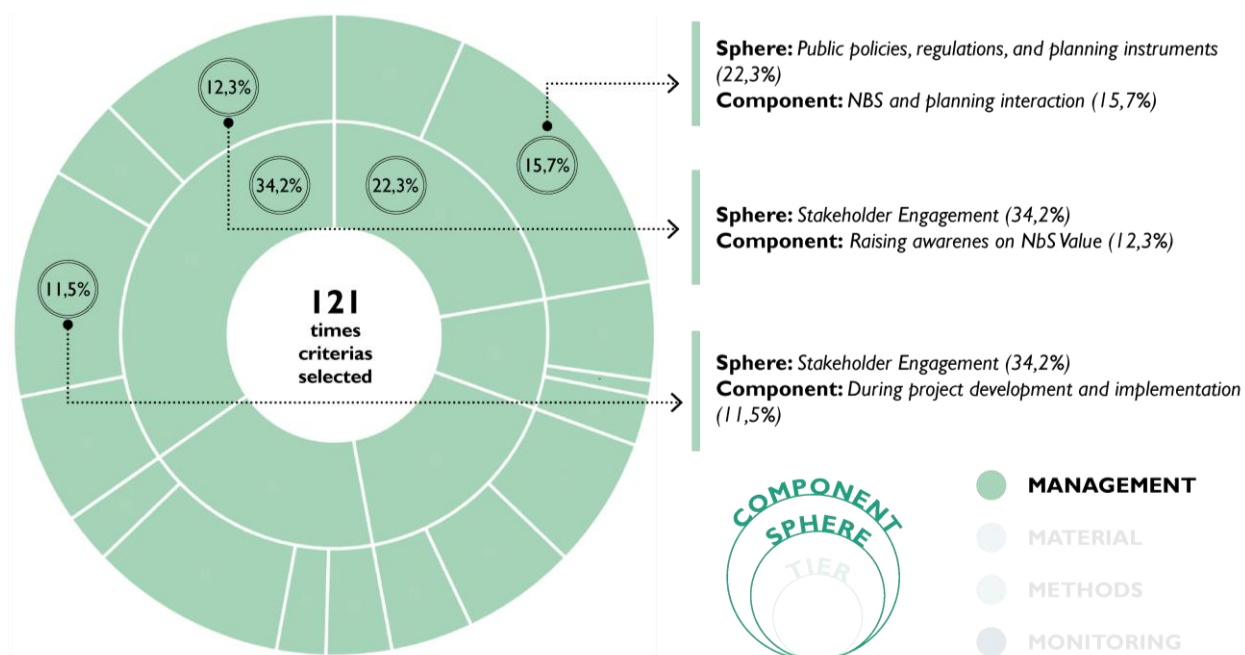 12,3%
34,2%
22,3%
15,7%
11,5%
121
times
criterias
selected
Sphere: Public policies, regulations, and planning instruments
(22,3%)
Component: NBS and planning interaction (15,7%)
Sphere: Stakeholder Engagement (34,2%)
Component: Raising awarenes on NbS Value (12,3%)
Sphere: Stakeholder Engagement (34,2%)
Component: During project development and implementation
(11,5%)
COMPONENT
SPHERE
TIER
MANAGEMENT
MATERIAL
METHODS
MONITORING